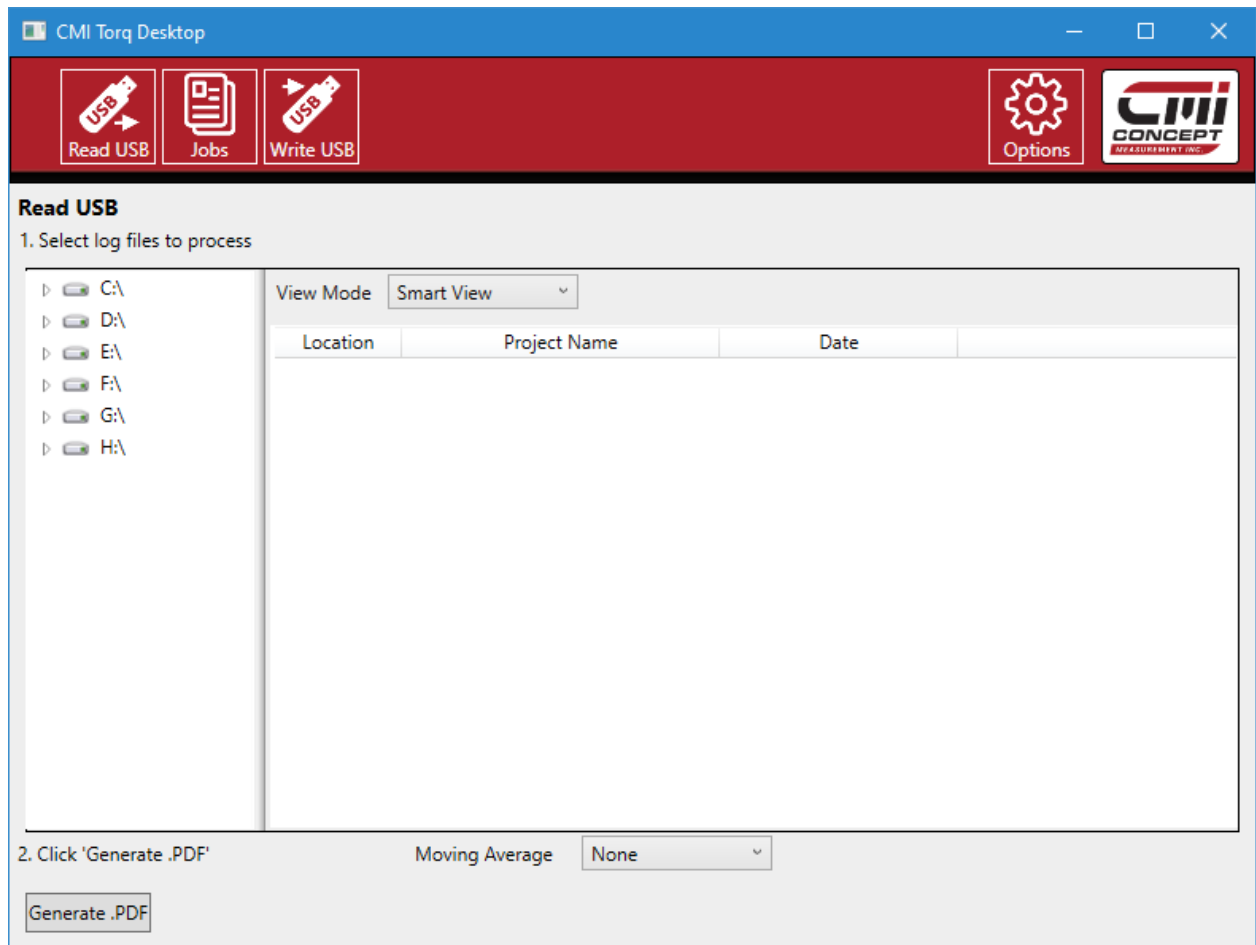 CMI Torq Desktop
USB
USB
Read USB Jobs Write USB Options
CMI
CONCEPT
MEASUREMENT INC.
Read USB
1. Select log files to process
C:\
D:\
E:\
F:\
G:\
H:\
View Mode Smart View
Location Project Name Date
2. Click 'Generate .PDF' Moving Average None
Generate .PDF